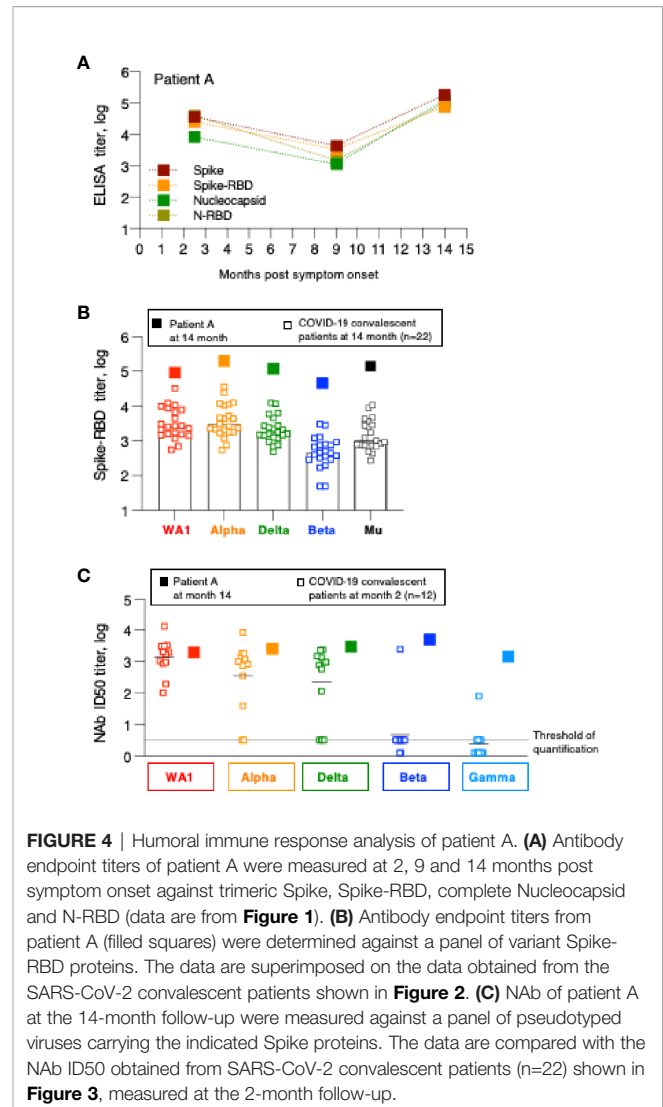 A
Patient A
6
5
4
3
2
1
ELISA titer, log
Spike
Spike-RBD
Nucleocapsid
N-RBD
0 1 2 3 4 5 6 7 8 9 10 11 12 13 14 15
Months post symptom onset
B
Patient A
at 14 month
COVID-19 convalescent
patients at 14 month (n=22)
6
5
4
3
2
1
Spike-RBD titer, log
WA1 Alpha Delta Beta Mu
C
Patient A
at month 14
COVID-19 convalescent
patients at month 2 (n=12)
5
4
3
2
1
0
NAb ID50 titer, log
Threshold of
quantification
WA1 Alpha Delta Beta Gamma
FIGURE 4 | Humoral immune response analysis of patient A. (A) Antibody
endpoint titers of patient A were measured at 2, 9 and 14 months post
symptom onset against trimeric Spike, Spike-RBD, complete Nucleocapsid
and N-RBD (data are from Figure 1). (B) Antibody endpoint titers from
patient A (filled squares) were determined against a panel of variant Spike-
RBD proteins. The data are superimposed on the data obtained from the
SARS-CoV-2 convalescent patients shown in Figure 2. (C) NAb of patient A
at the 14-month follow-up were measured against a panel of pseudotyped
viruses carrying the indicated Spike proteins. The data are compared with the
NAb ID50 obtained from SARS-CoV-2 convalescent patients (n=22) shown in
Figure 3, measured at the 2-month follow-up.